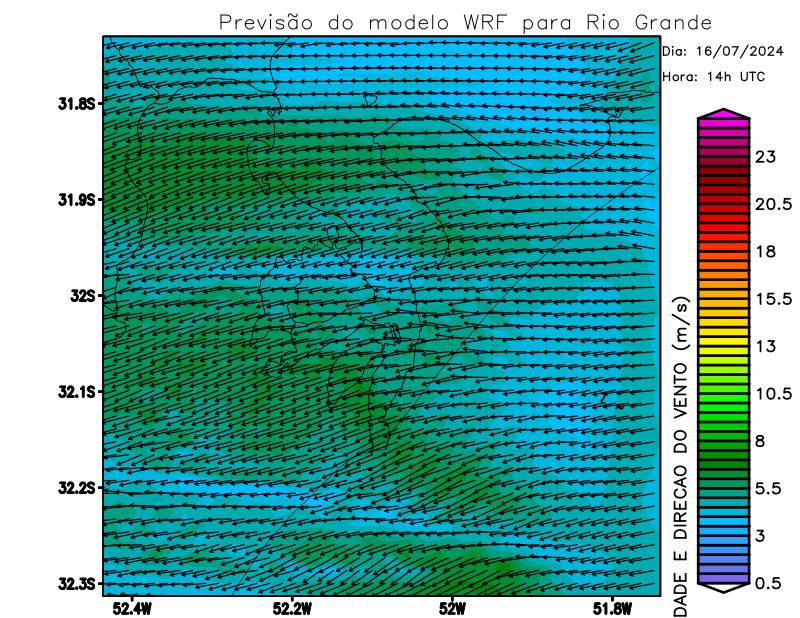 Previsão do modelo WRF para Rio Grande
Dia: 16/07/2024
Hora: 14h UTC
31.8S
31.9S
32S
32.1S
32.2S
32.3S
52.4W
52.2W
52W
51.8W
DADE E DIRECAO DO VENTO (m/s)
23
20.5
18
15.5
13
10.5
8
5.5
3
0.5